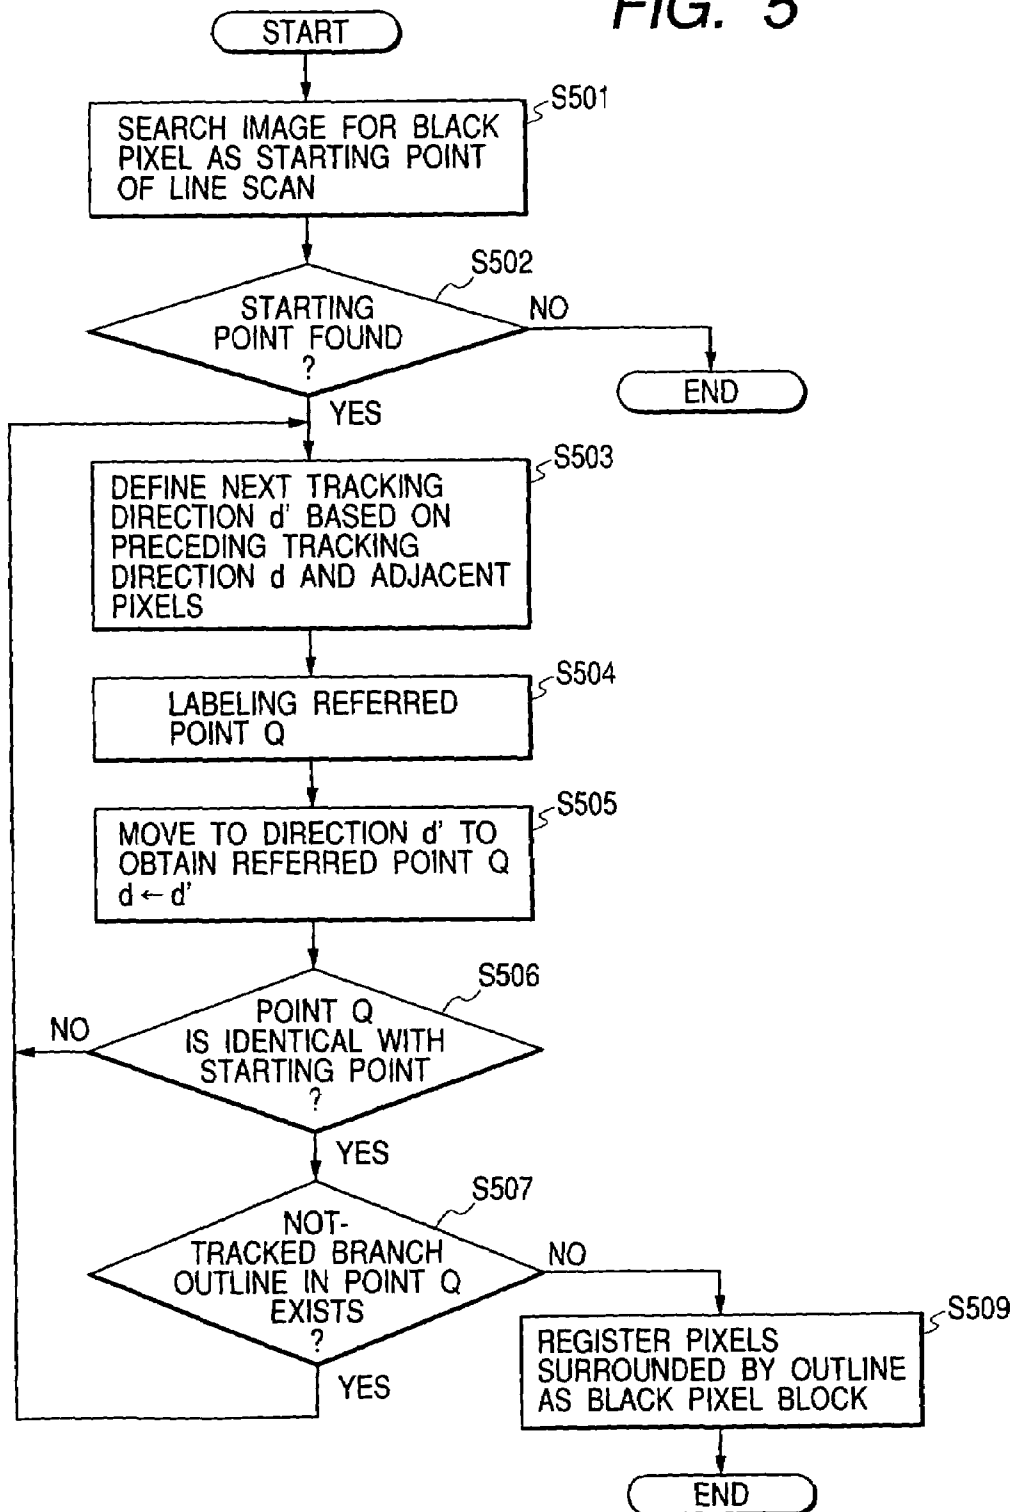 FIG. 5
START
S501
SEARCH IMAGE FOR BLACK
PIXEL AS STARTING POINT
OF LINE SCAN
S502
STARTING
POINT FOUND
?
NO
END
YES
S503
DEFINE NEXT TRACKING
DIRECTION d' BASED ON
PRECEDING TRACKING
DIRECTION d AND ADJACENT
PIXELS
S504
LABELING REFERRED
POINT Q
S505
MOVE TO DIRECTION d' TO
OBTAIN REFERRED POINT Q
d ← d'
S506
POINT Q
IS IDENTICAL WITH
STARTING POINT
?
NO
YES
S507
NOT-
TRACKED BRANCH
OUTLINE IN POINT Q
EXISTS
?
NO
YES
S509
REGISTER PIXELS
SURROUNDED BY OUTLINE
AS BLACK PIXEL BLOCK
END